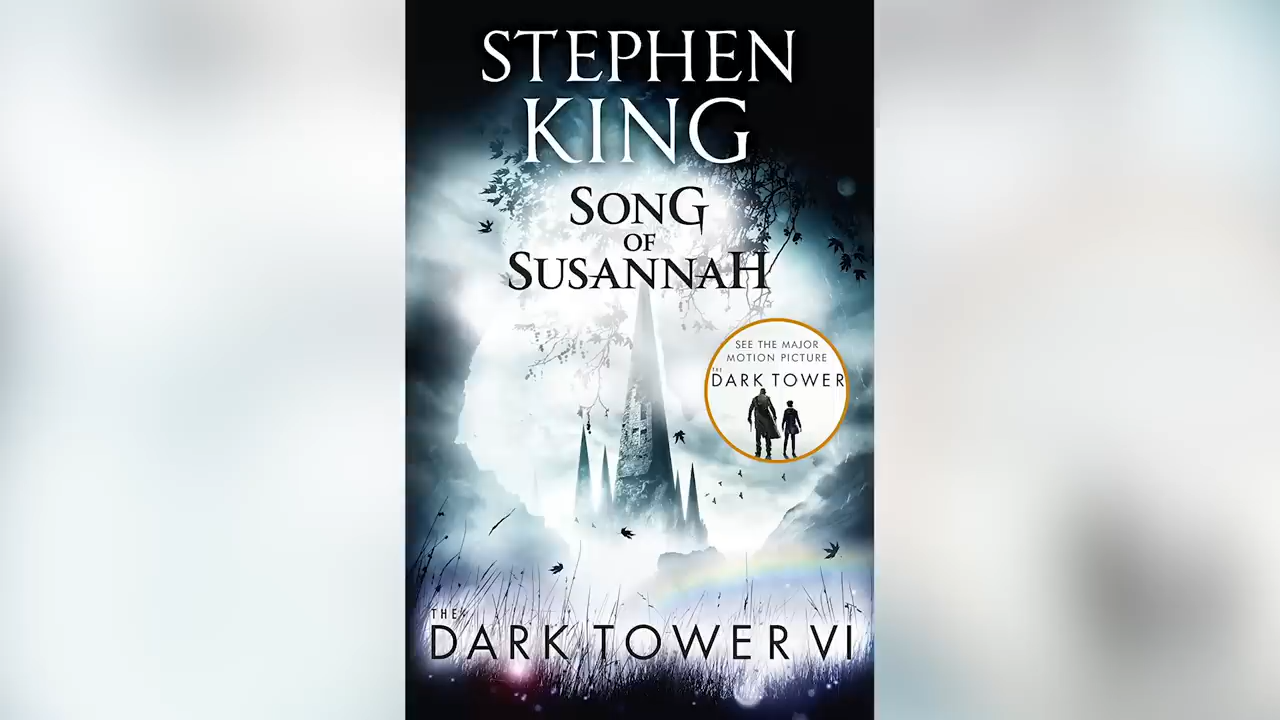 STEPHEN
KING
SONG
OF
SUSANNAH
SEE THE MAJOR
MOTION PICTURE
THE
DARK TOWER
THE
DARK TOWER VI